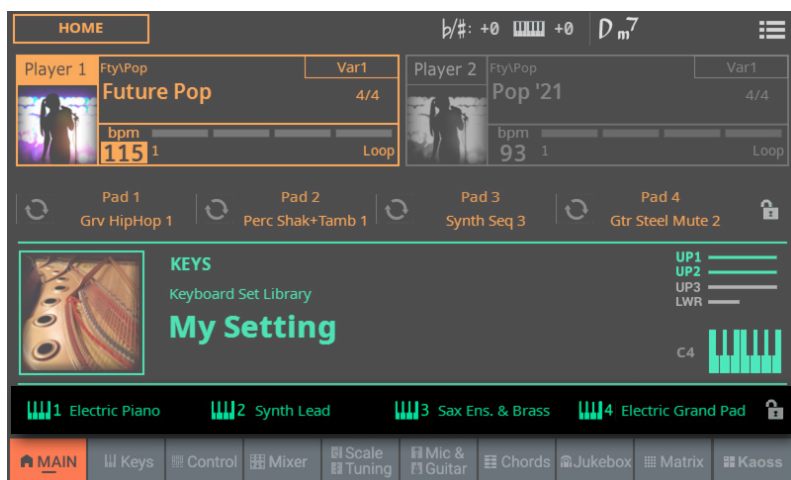 HOME
♭/#: +0 +0 D m7
Player 1 Fty\Pop Var1
Future Pop
4/4
bpm
115 1 Loop
Player 2 Fty\Pop Var1
Pop '21
4/4
bpm
93 1 Loop
Pad 1
Grv HipHop 1
Pad 2
Perc Shak+Tamb 1
Pad 3
Synth Seq 3
Pad 4
Gtr Steel Mute 2
KEYS
Keyboard Set Library
My Setting
UP1
UP2
UP3
LWR
C4
1 Electric Piano
2 Synth Lead
3 Sax Ens. & Brass
4 Electric Grand Pad
MAIN
Keys
Control
Mixer
Scale
Tuning
Mic &
Guitar
Chords
Jukebox
Matrix
Kaoss